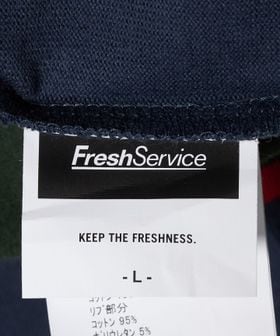 FreshService
KEEP THE FRESHNESS.
- L -
リブ部分
コットン 95%
ポリウレタン 5%